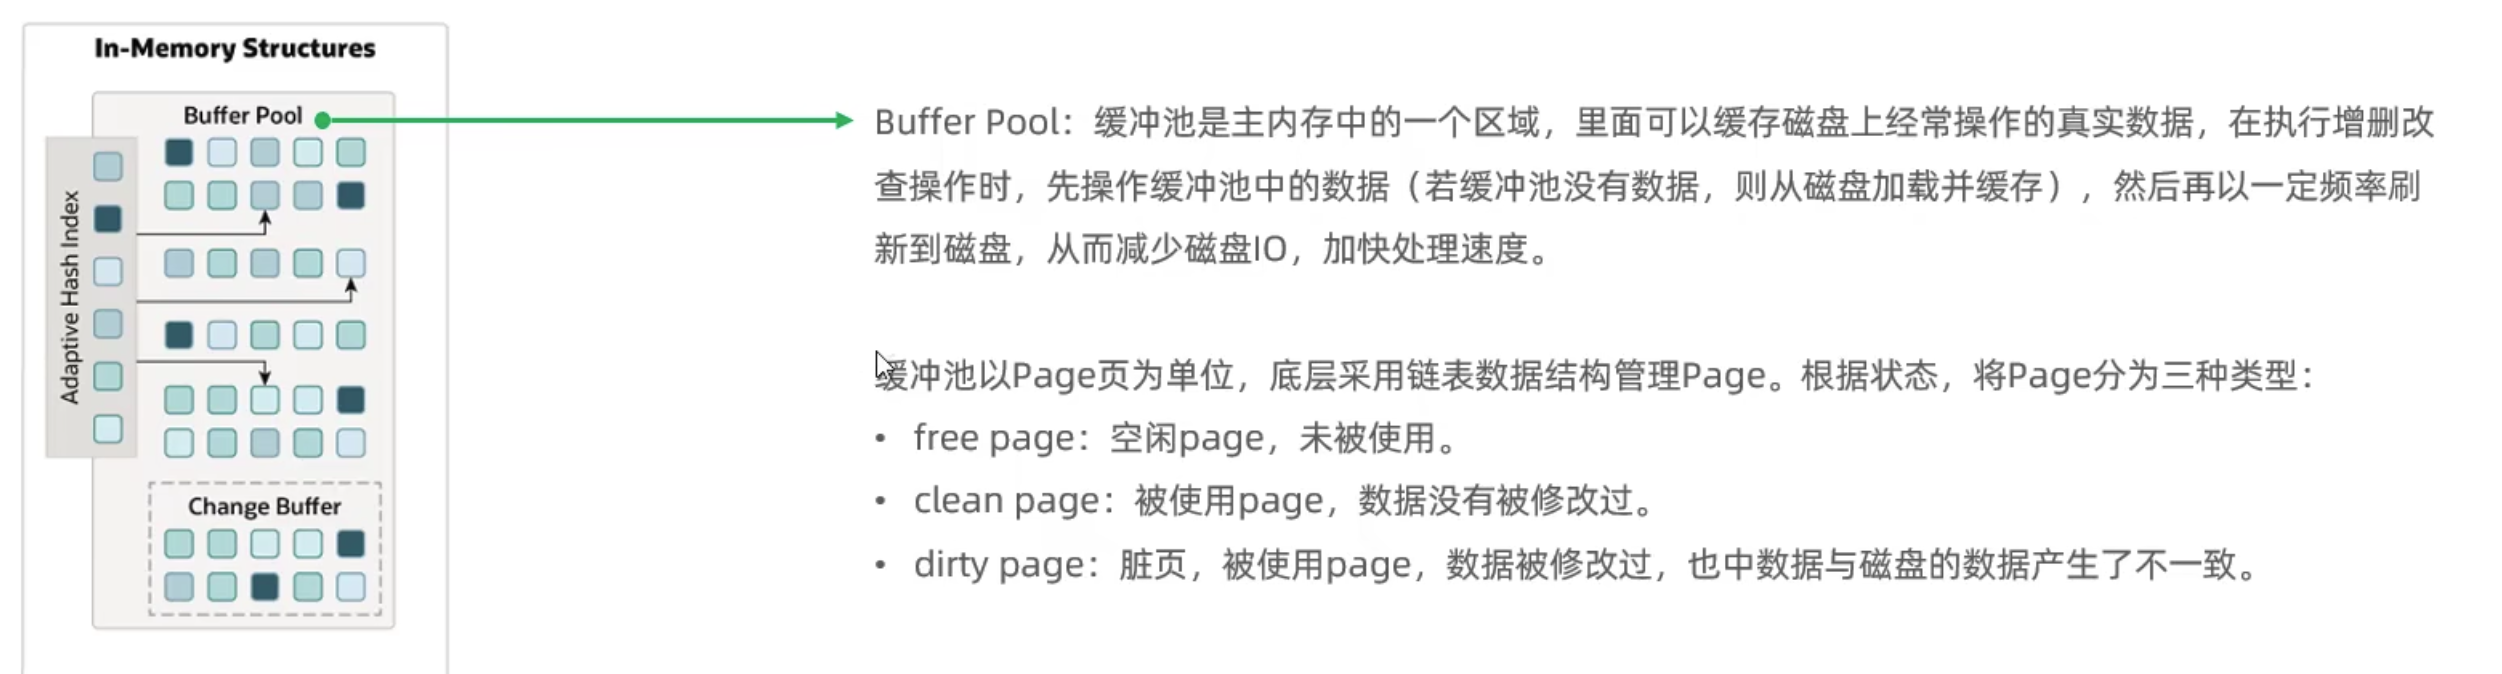 In-Memory Structures
Buffer Pool
Adaptive Hash Index
Change Buffer
Buffer Pool：缓冲池是主内存中的一个区域，里面可以缓存磁盘上经常操作的真实数据，在执行增删改
查操作时，先操作缓冲池中的数据（若缓冲池没有数据，则从磁盘加载并缓存），然后再以一定频率刷
新到磁盘，从而减少磁盘IO，加快处理速度。
缓冲池以Page页为单位，底层采用链表数据结构管理Page。根据状态，将Page分为三种类型：
• free page：空闲page，未被使用。
• clean page：被使用page，数据没有被修改过。
• dirty page：脏页，被使用page，数据被修改过，也中数据与磁盘的数据产生了不一致。